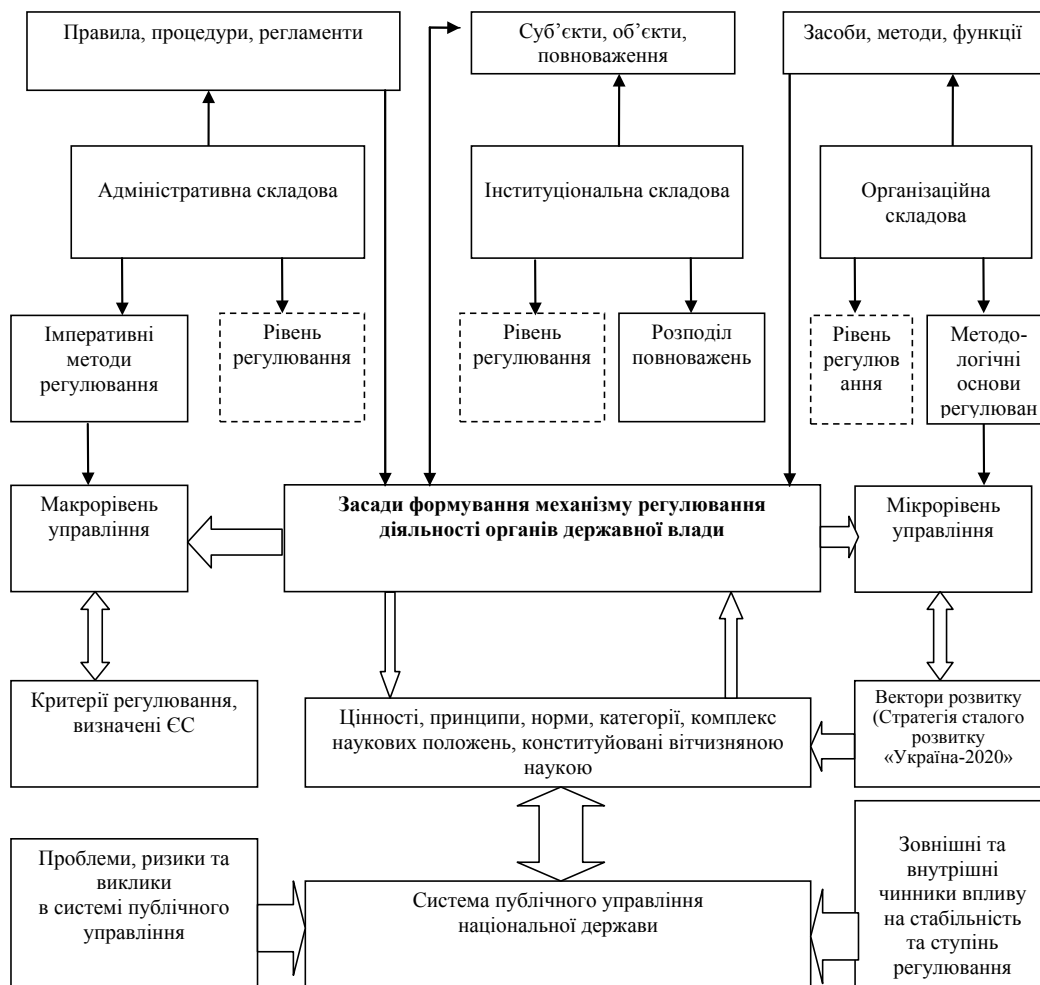 Правила, процедури, регламенти
Суб’єкти, об’єкти,
повноваження
Засоби, методи, функції
Адміністративна складова
Інституціональна складова
Організаційна
складова
Імперативні
методи
регулювання
Рівень
регулювання
Рівень
регулювання
Розподіл
повноважень
Рівень
регулюв
ання
Методо-
логічні
основи
регулюван
Макрорівень
управління
Засади формування механізму регулювання
діяльності органів державної влади
Мікрорівень
управління
Критерії регулювання,
визначені ЄС
Цінності, принципи, норми, категорії, комплекс
наукових положень, конституйовані вітчизняною
наукою
Вектори розвитку
(Стратегія сталого
розвитку
«Україна-2020»
Проблеми, ризики та
виклики
в системі публічного
управління
Система публічного управління
національної держави
Зовнішні та
внутрішні
чинники впливу
на стабільність
та ступінь
регулювання